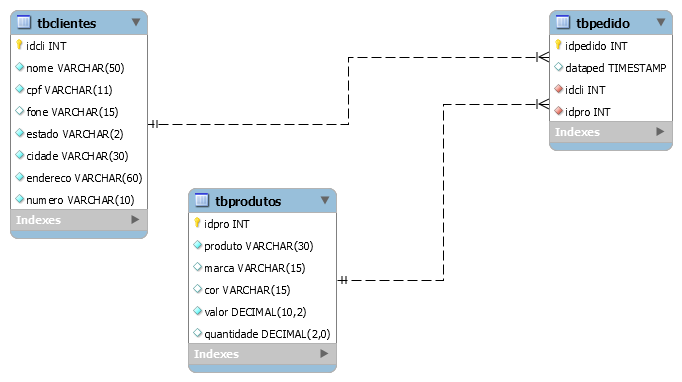 tbclientes
idcli INT
nome VARCHAR(50)
cpf VARCHAR(11)
fone VARCHAR(15)
estado VARCHAR(2)
cidade VARCHAR(30)
endereco VARCHAR(60)
numero VARCHAR(10)
Indexes
tbpedido
idpedido INT
dataped TIMESTAMP
idcli INT
idpro INT
Indexes
tbprodutos
idpro INT
produto VARCHAR(30)
marca VARCHAR(15)
cor VARCHAR(15)
valor DECIMAL(10,2)
quantidade DECIMAL(2,0)
Indexes